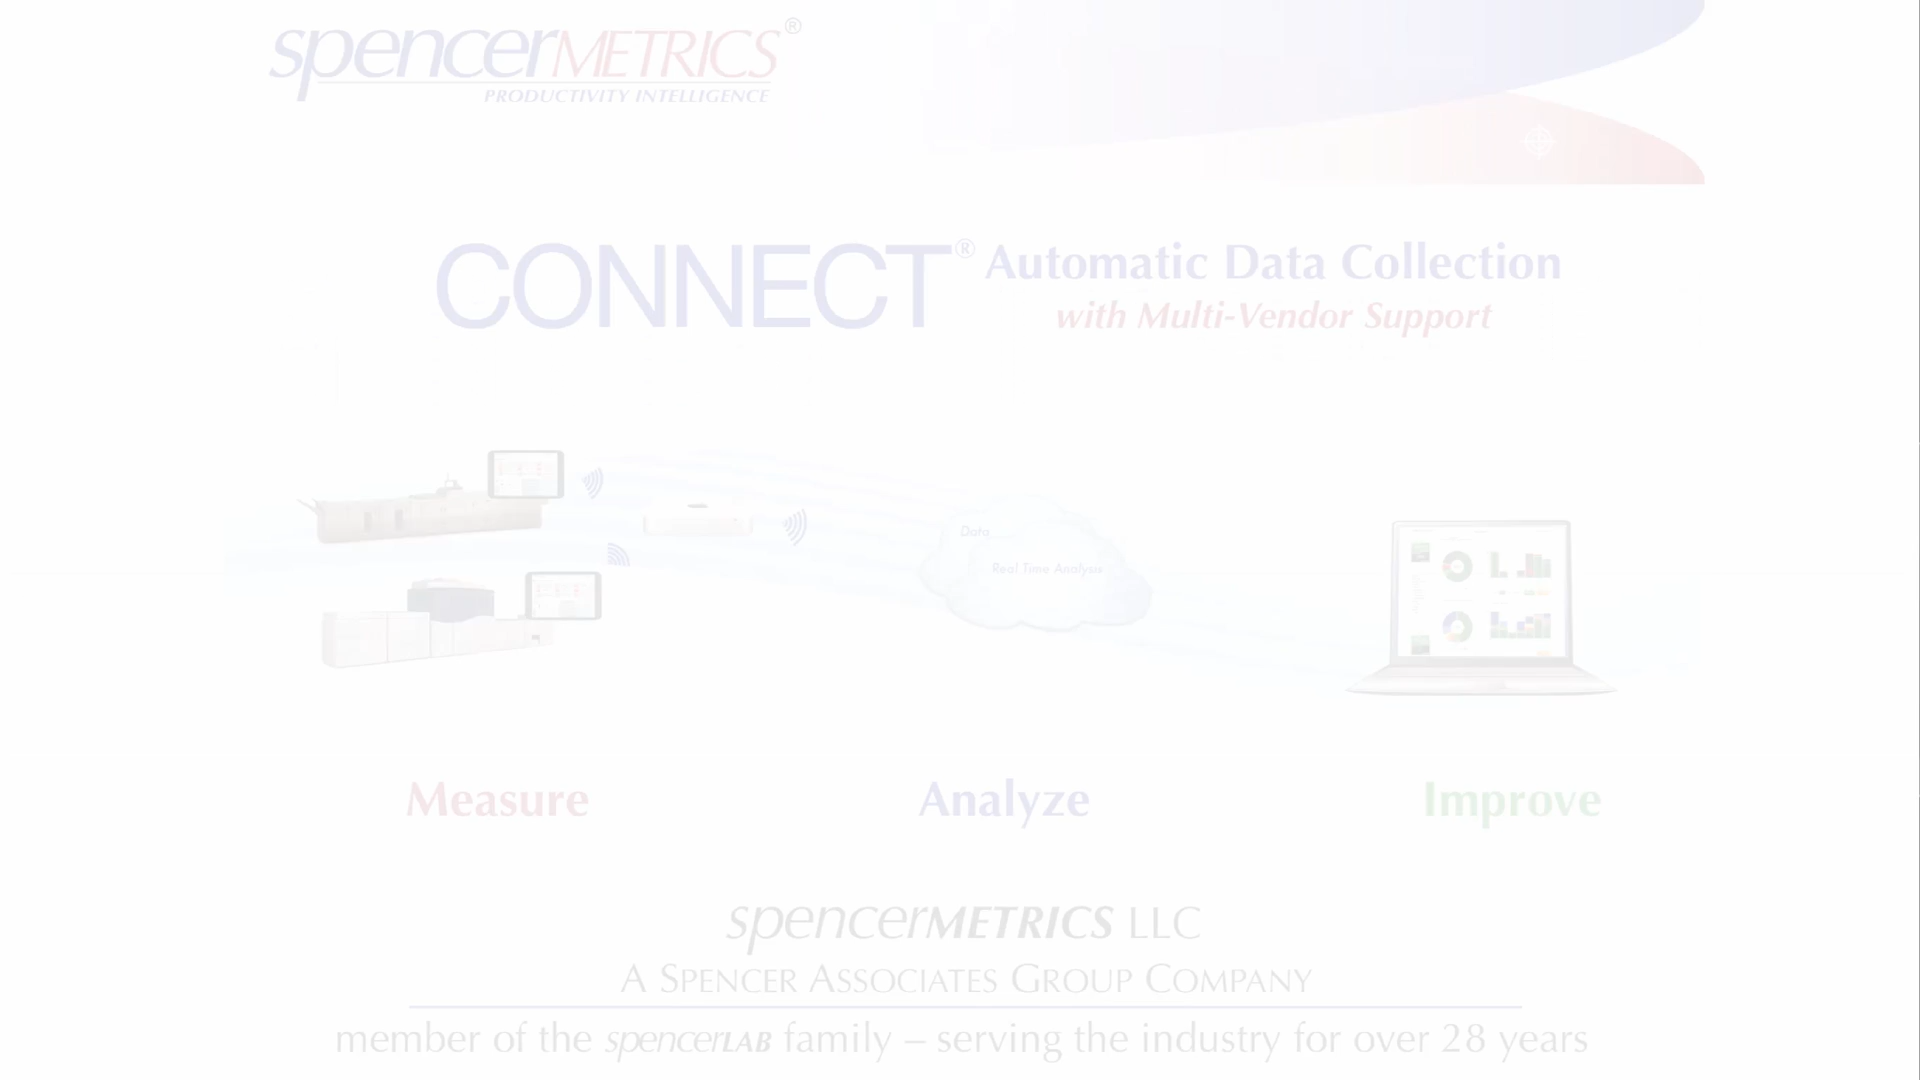 spencerMETRICS®
PRODUCTIVITY INTELLIGENCE
CONNECT® Automatic Data Collection
with Multi-Vendor Support
Data
Real Time Analysis
Measure Analyze Improve
spencerMETRICS LLC
A SPENCER ASSOCIATES GROUP COMPANY
member of the spencerLAB family – serving the industry for over 28 years